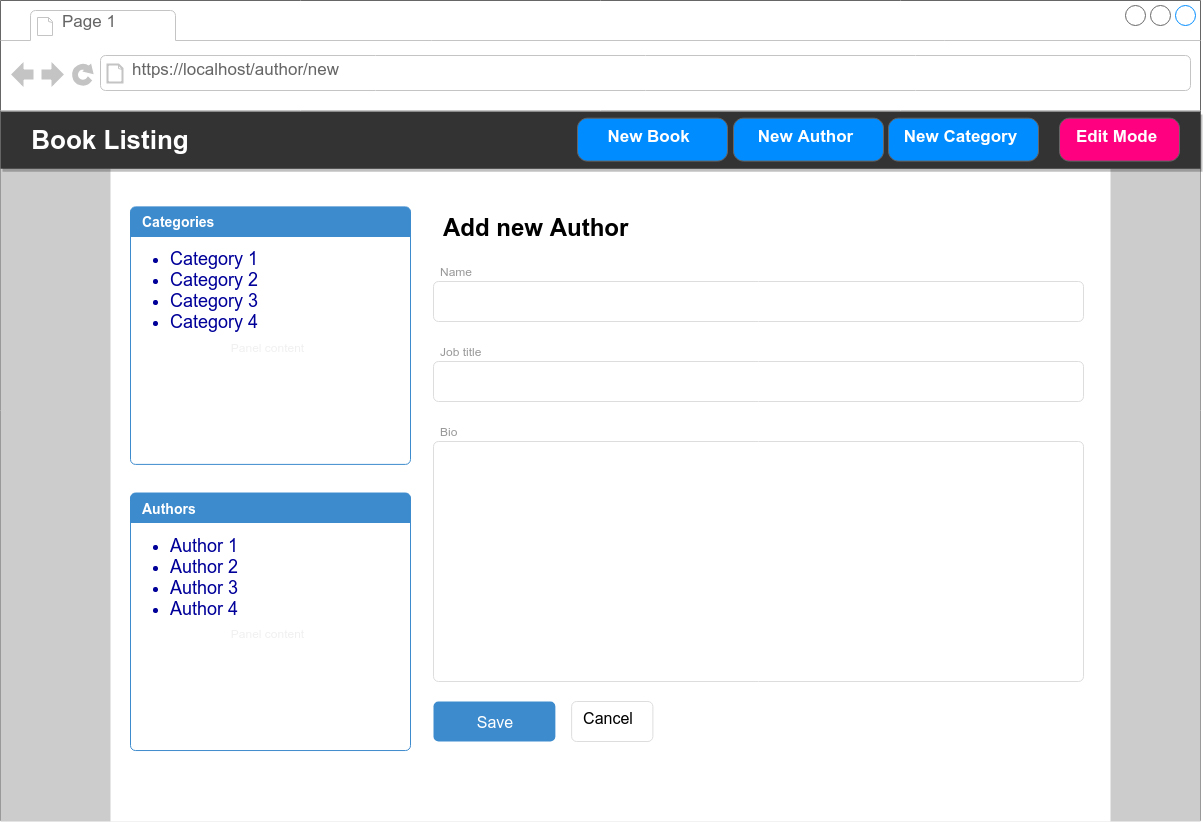 Page 1
https://localhost/author/new
Book Listing
New Book
New Author
New Category
Edit Mode
Categories
Category 1
Category 2
Category 3
Category 4
Panel content
Authors
Author 1
Author 2
Author 3
Author 4
Panel content
Add new Author
Name
Job title
Bio
Save
Cancel